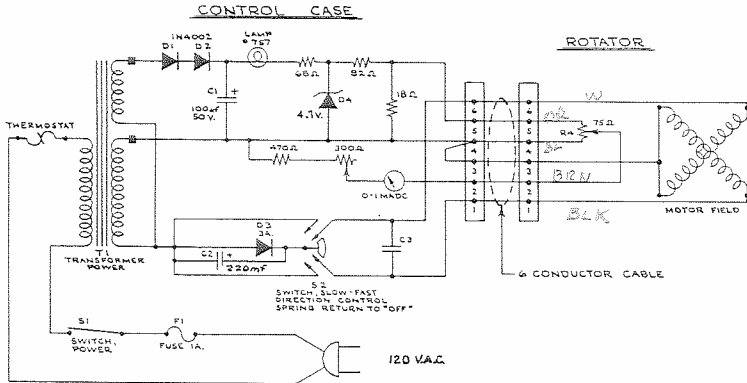 CONTROL CASE
ROTATOR
1N4002
D1
D2
LAMP
#757
68Ω
82Ω
C1
100µf
50V.
+
4.7V.
D4
18Ω
THERMOSTAT
470Ω
300Ω
0-1MADC
T1
TRANSFORMER
POWER
D3
3A.
C2
+
220mF
C3
S2
SWITCH, SLOW-FAST
DIRECTION CONTROL
SPRING RETURN TO "OFF"
6
5
4
3
2
1
6
5
4
3
2
1
W
75Ω
R4
BRN
BLK
MOTOR FIELD
6 CONDUCTOR CABLE
S1
SWITCH,
POWER
F1
FUSE 1A.
120 V.A.C.